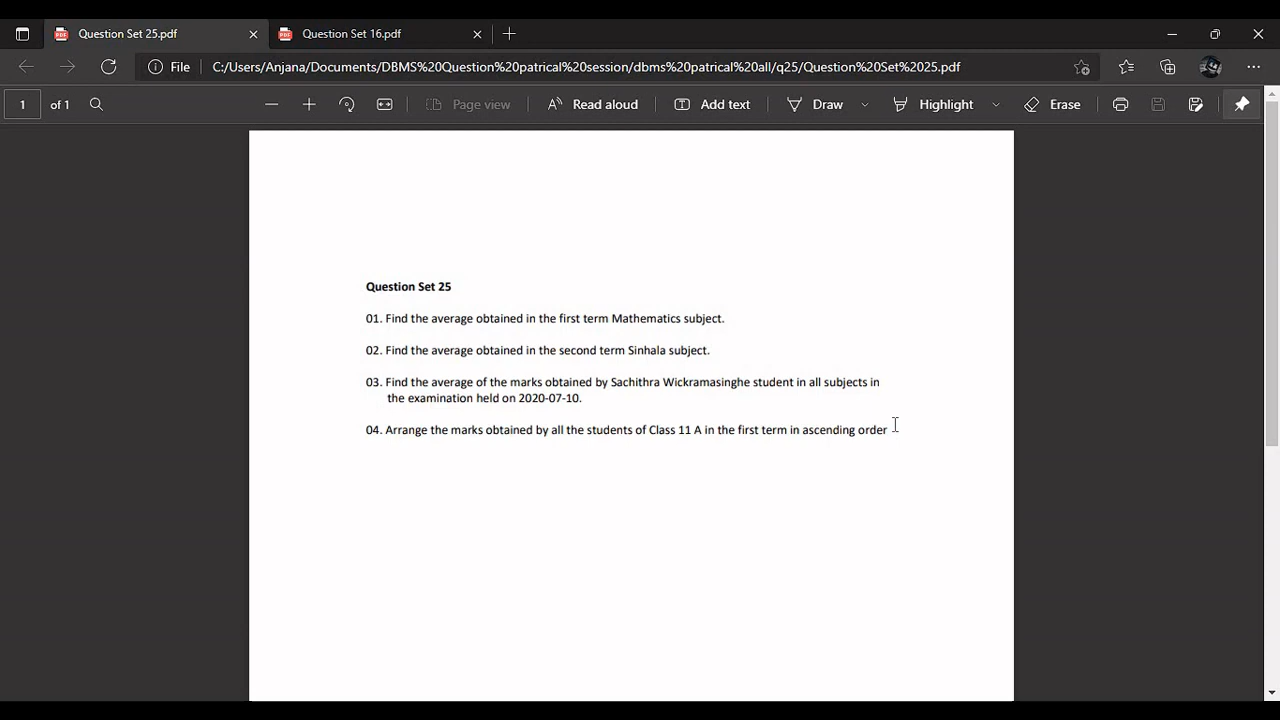 Question Set 25.pdf
Question Set 16.pdf
File
C:/Users/Anjana/Documents/DBMS%20Question%20patrical%20session/dbms%20patrical%20all/q25/Question%20Set%2025.pdf
1 of 1
Page view
Read aloud
Add text
Draw
Highlight
Erase
Question Set 25
01. Find the average obtained in the first term Mathematics subject.
02. Find the average obtained in the second term Sinhala subject.
03. Find the average of the marks obtained by Sachithra Wickramasinghe student in all subjects in
the examination held on 2020-07-10.
04. Arrange the marks obtained by all the students of Class 11 A in the first term in ascending order